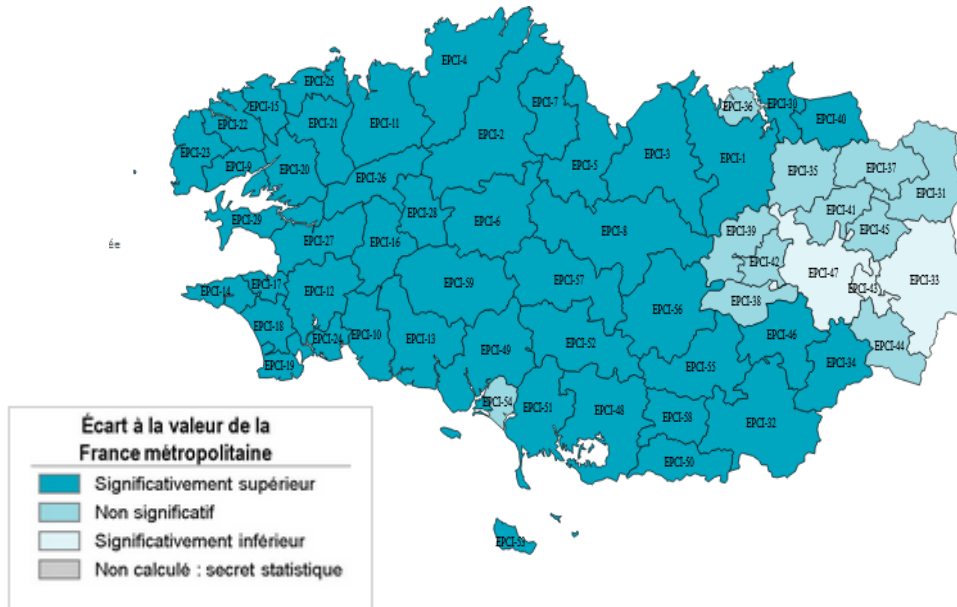 EPCI-4
EPCI-25
EPCI-15
EPCI-7
EPCI-36
EPCI-30
EPCI-22
EPCI-21
EPCI-11
EPCI-40
EPCI-2
EPCI-23
EPCI-9
EPCI-20
EPCI-5
EPCI-3
EPCI-1
EPCI-35
EPCI-37
EPCI-26
EPCI-31
EPCI-28
EPCI-41
EPCI-29
EPCI-6
EPCI-8
EPCI-39
EPCI-45
EPCI-27
EPCI-16
ée
EPCI-42
EPCI-47
EPCI-33
EPCI-17
EPCI-14
EPCI-12
EPCI-59
EPCI-57
EPCI-43
EPCI-38
EPCI-56
EPCI-18
EPCI-24
EPCI-10
EPCI-13
EPCI-49
EPCI-52
EPCI-46
EPCI-44
EPCI-19
EPCI-55
EPCI-34
EPCI-54
EPCI-51
EPCI-48
EPCI-58
EPCI-32
EPCI-50
EPCI-53
Écart à la valeur de la
France métropolitaine
Significativement supérieur
Non significatif
Significativement inférieur
Non calculé : secret statistique